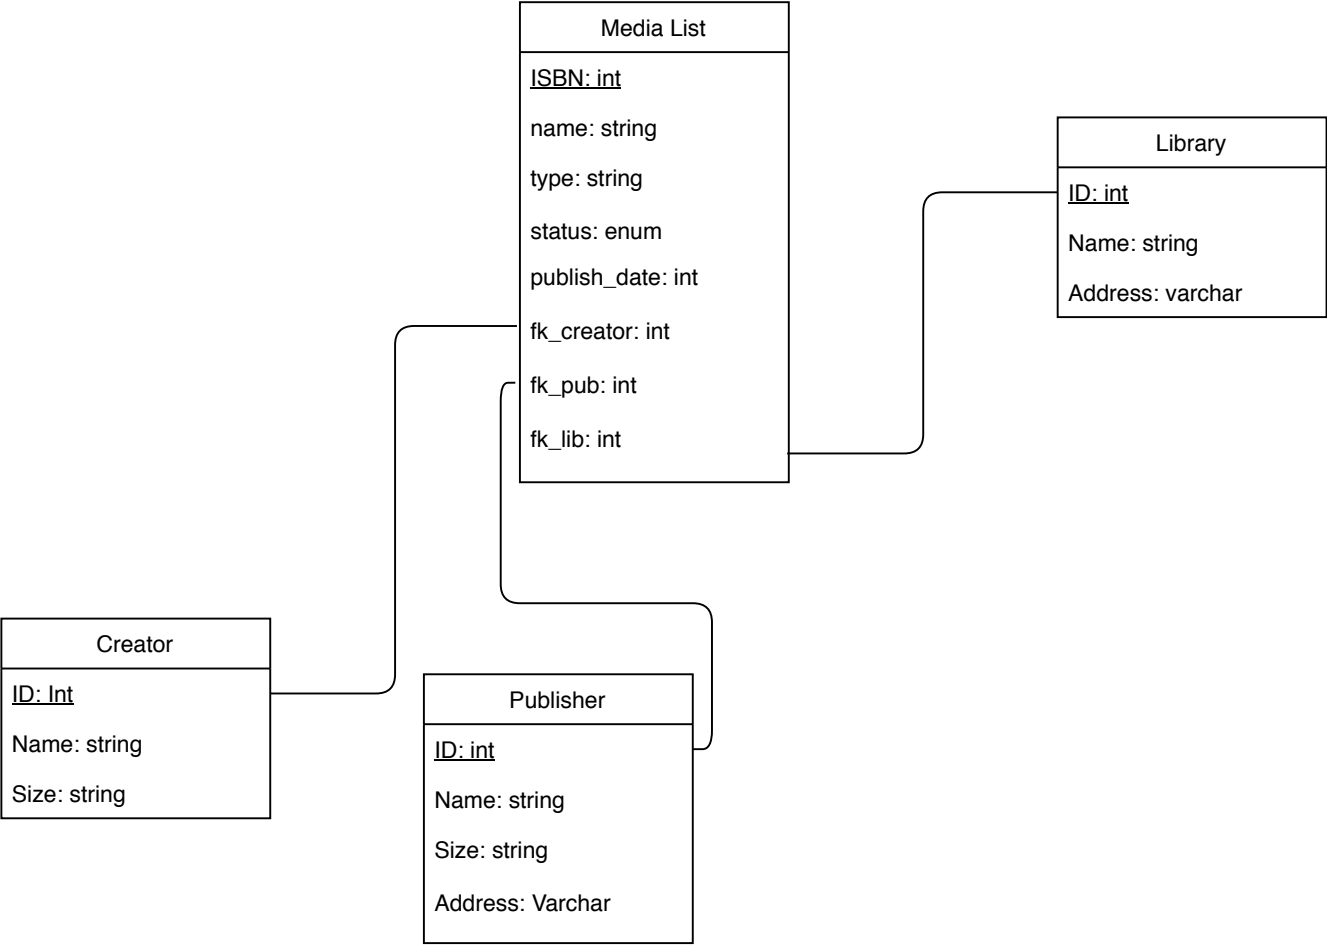 Media List
ISBN: int
name: string
type: string
status: enum
publish_date: int
fk_creator: int
fk_pub: int
fk_lib: int
Library
ID: int
Name: string
Address: varchar
Creator
ID: Int
Name: string
Size: string
Publisher
ID: int
Name: string
Size: string
Address: Varchar